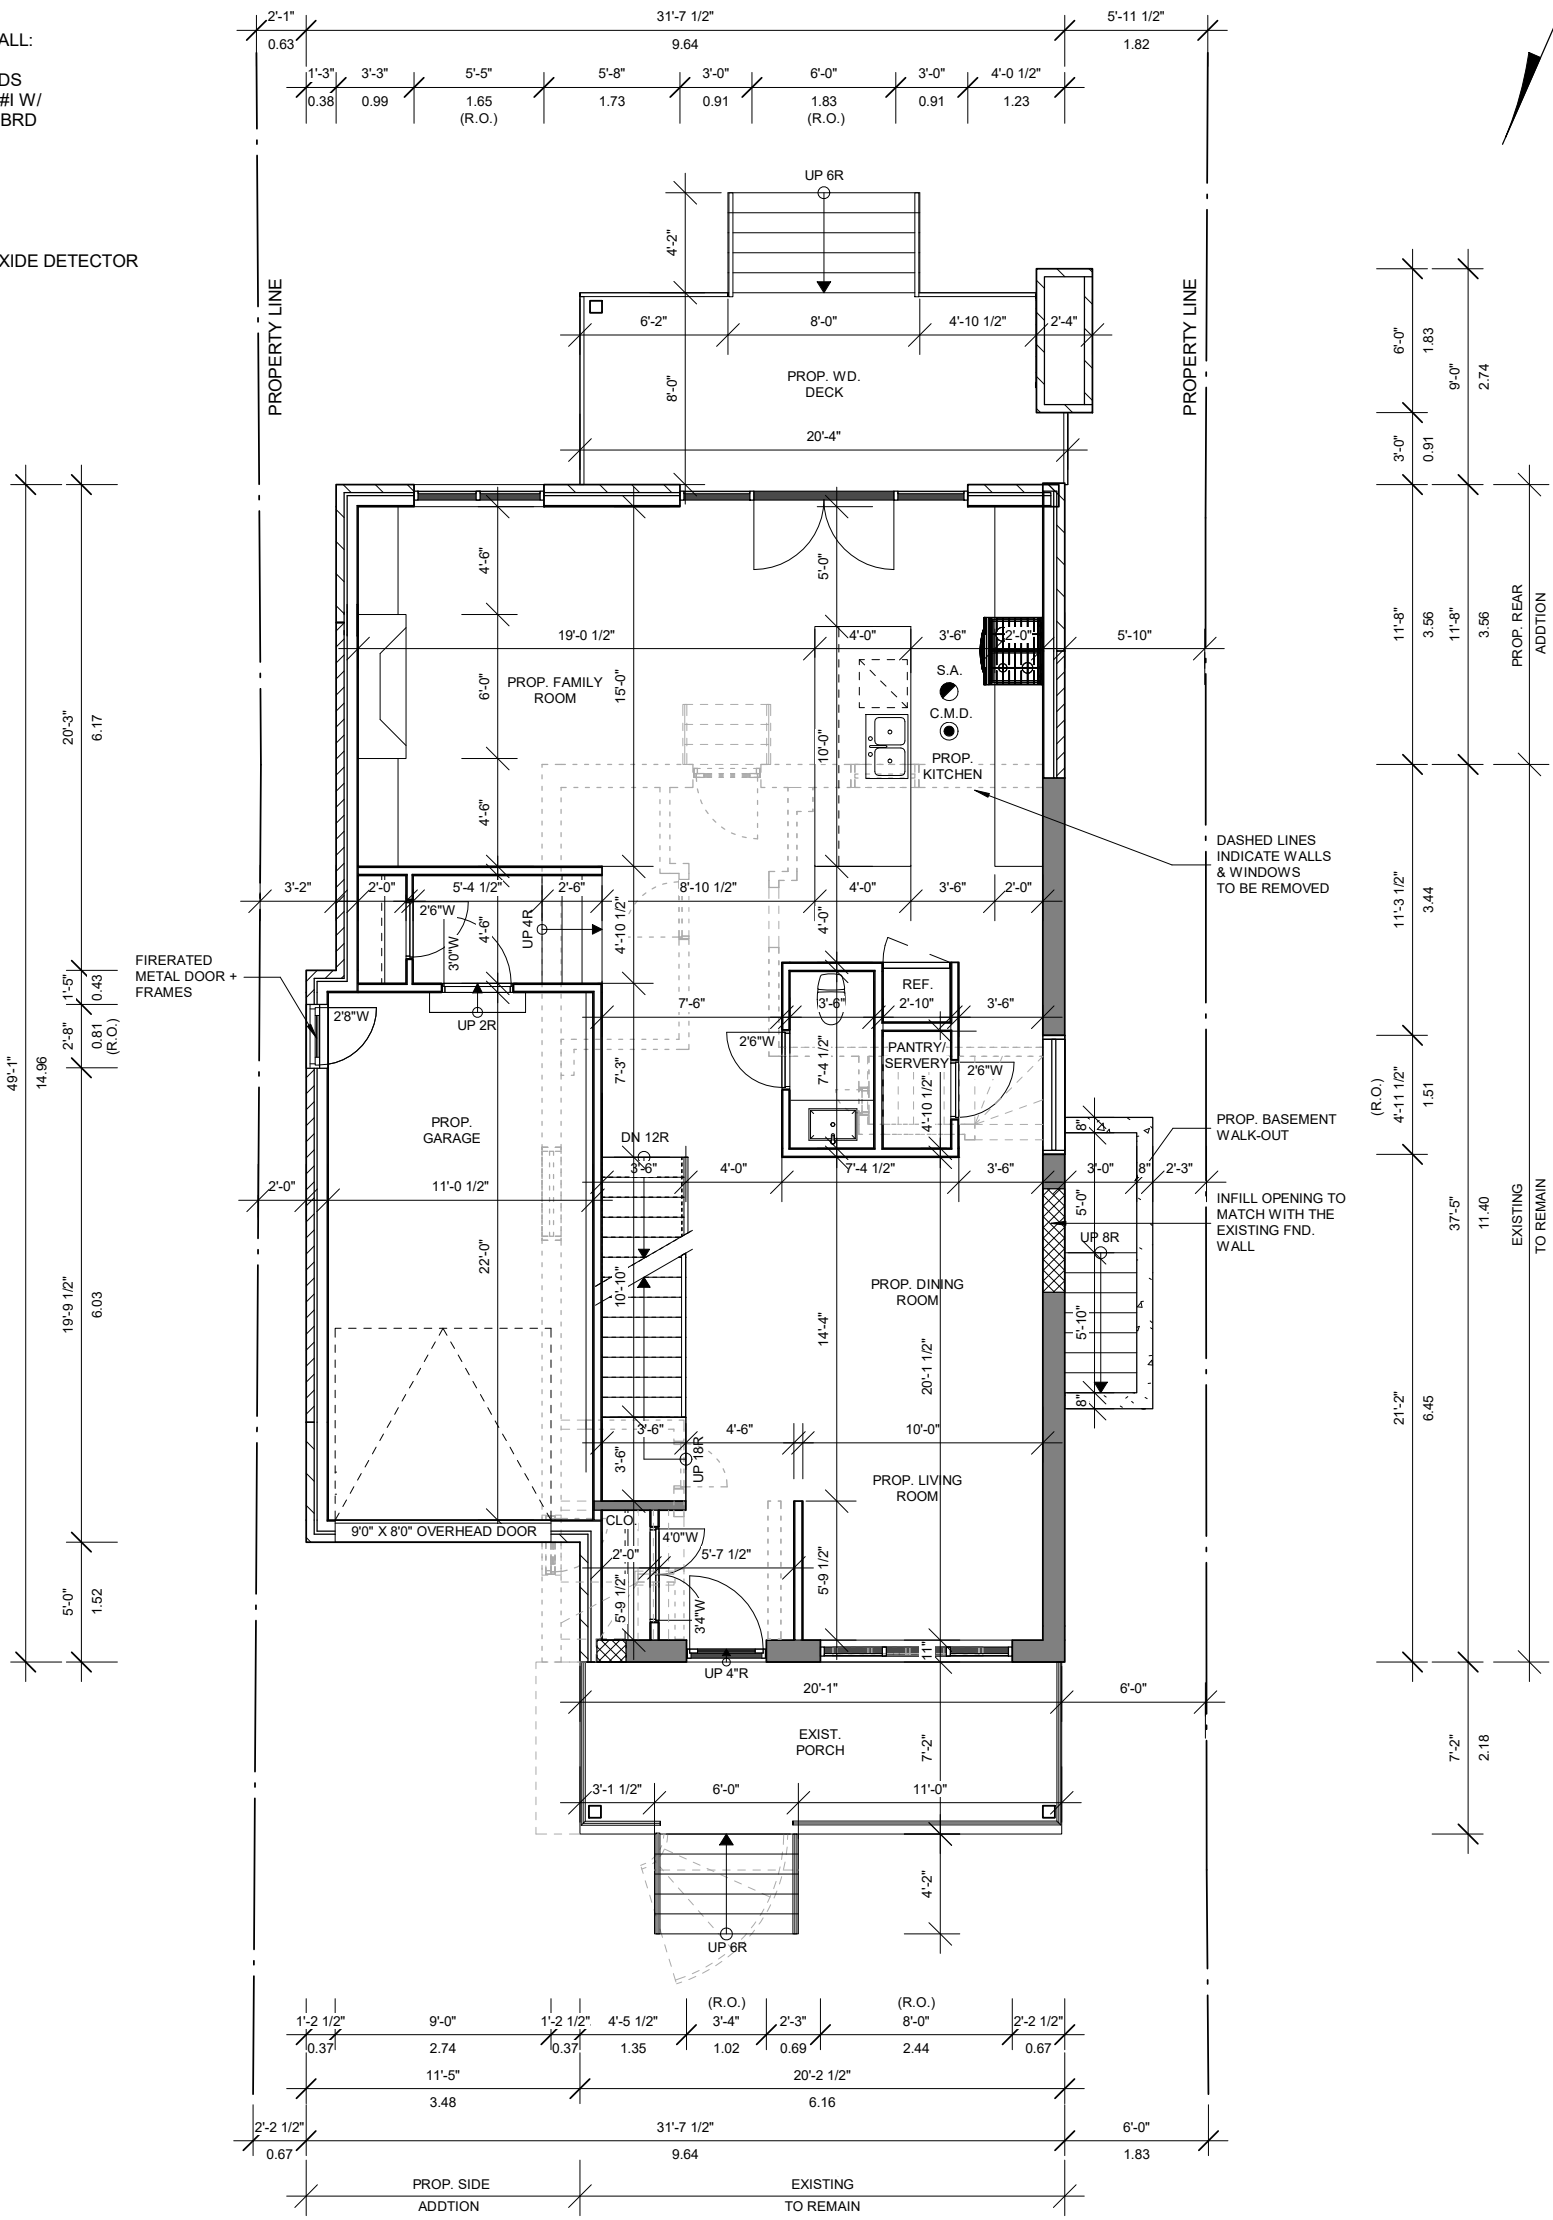 ALL:
DS
#I W/
BRD
XIDE DETECTOR
2'-1" 31'-7 1/2" 5'-11 1/2"
0.63 9.64 1.82
1'-3" 3'-3" 5'-5" 5'-8" 3'-0" 6'-0" 3'-0" 4'-0 1/2"
0.38 0.99 1.65 1.73 0.91 1.83 0.91 1.23
(R.O.) (R.O.)
UP 6R
4'-2"
PROPERTY LINE
PROPERTY LINE
6'-2" 8'-0" 4'-10 1/2" 2'-4"
8'-0"
PROP. WD.
DECK
20'-4"
6'-0"
1.83
9'-0"
2.74
3'-0"
0.91
4'-6"
5'-0"
19'-0 1/2" 4'-0" 3'-6" 2'-0" 5'-10"
S.A.
C.M.D.
PROP. FAMILY
ROOM
6'-0"
15'-0"
10'-0"
PROP.
KITCHEN
4'-6"
11'-8"
3.56
11'-8"
3.56
PROP. REAR
ADDTION
20'-3"
6.17
DASHED LINES
INDICATE WALLS
& WINDOWS
TO BE REMOVED
3'-2" 2'-0" 5'-4 1/2" 2'-6" 8'-10 1/2" 4'-0" 3'-6" 2'-0"
2'6"W
3'0"W
4'-6"
UP 4R
4'-10 1/2"
4'-0"
11'-3 1/2"
3.44
FIRERATED
METAL DOOR +
FRAMES
1'-5"
0.43
2'-8"
0.81
(R.O.)
49'-1"
14.96
2'8"W
UP 2R
REF.
7'-6" 3'-6" 2'-10" 3'-6"
2'6"W
7'-4 1/2"
PANTRY/
SERVERY
4'-10 1/2"
2'6"W
7'-3"
PROP.
GARAGE
(R.O.)
4'-11 1/2"
1.51
PROP. BASEMENT
WALK-OUT
DN 12R
8"
2'-0" 11'-0 1/2" 3'-6" 4'-0" 7'-4 1/2" 3'-6" 3'-0" 8" 2'-3"
5'-0"
INFILL OPENING TO
MATCH WITH THE
EXISTING FND.
WALL
UP 8R
22'-0"
10'-10"
PROP. DINING
ROOM
14'-4"
20'-1 1/2"
5'-10"
8"
37'-5"
11.40
EXISTING
TO REMAIN
19'-9 1/2"
6.03
21'-2"
6.45
3'-6" 4'-6" 10'-0"
3'-6"
UP 18R
PROP. LIVING
ROOM
9'0" X 8'0" OVERHEAD DOOR
CLO.
4'0"W
2'-0" 5'-7 1/2"
5'-9 1/2"
3'4"W
5'-9 1/2"
5'-0"
1.52
11"
UP 4"R
20'-1" 6'-0"
EXIST.
PORCH
7'-2"
7'-2"
2.18
3'-1 1/2" 6'-0" 11'-0"
4'-2"
UP 6R
(R.O.) (R.O.)
1'-2 1/2" 9'-0" 1'-2 1/2" 4'-5 1/2" 3'-4" 2'-3" 8'-0" 2'-2 1/2"
0.37 2.74 0.37 1.35 1.02 0.69 2.44 0.67
11'-5" 20'-2 1/2"
3.48 6.16
2'-2 1/2" 31'-7 1/2" 6'-0"
0.67 9.64 1.83
PROP. SIDE EXISTING
ADDTION TO REMAIN